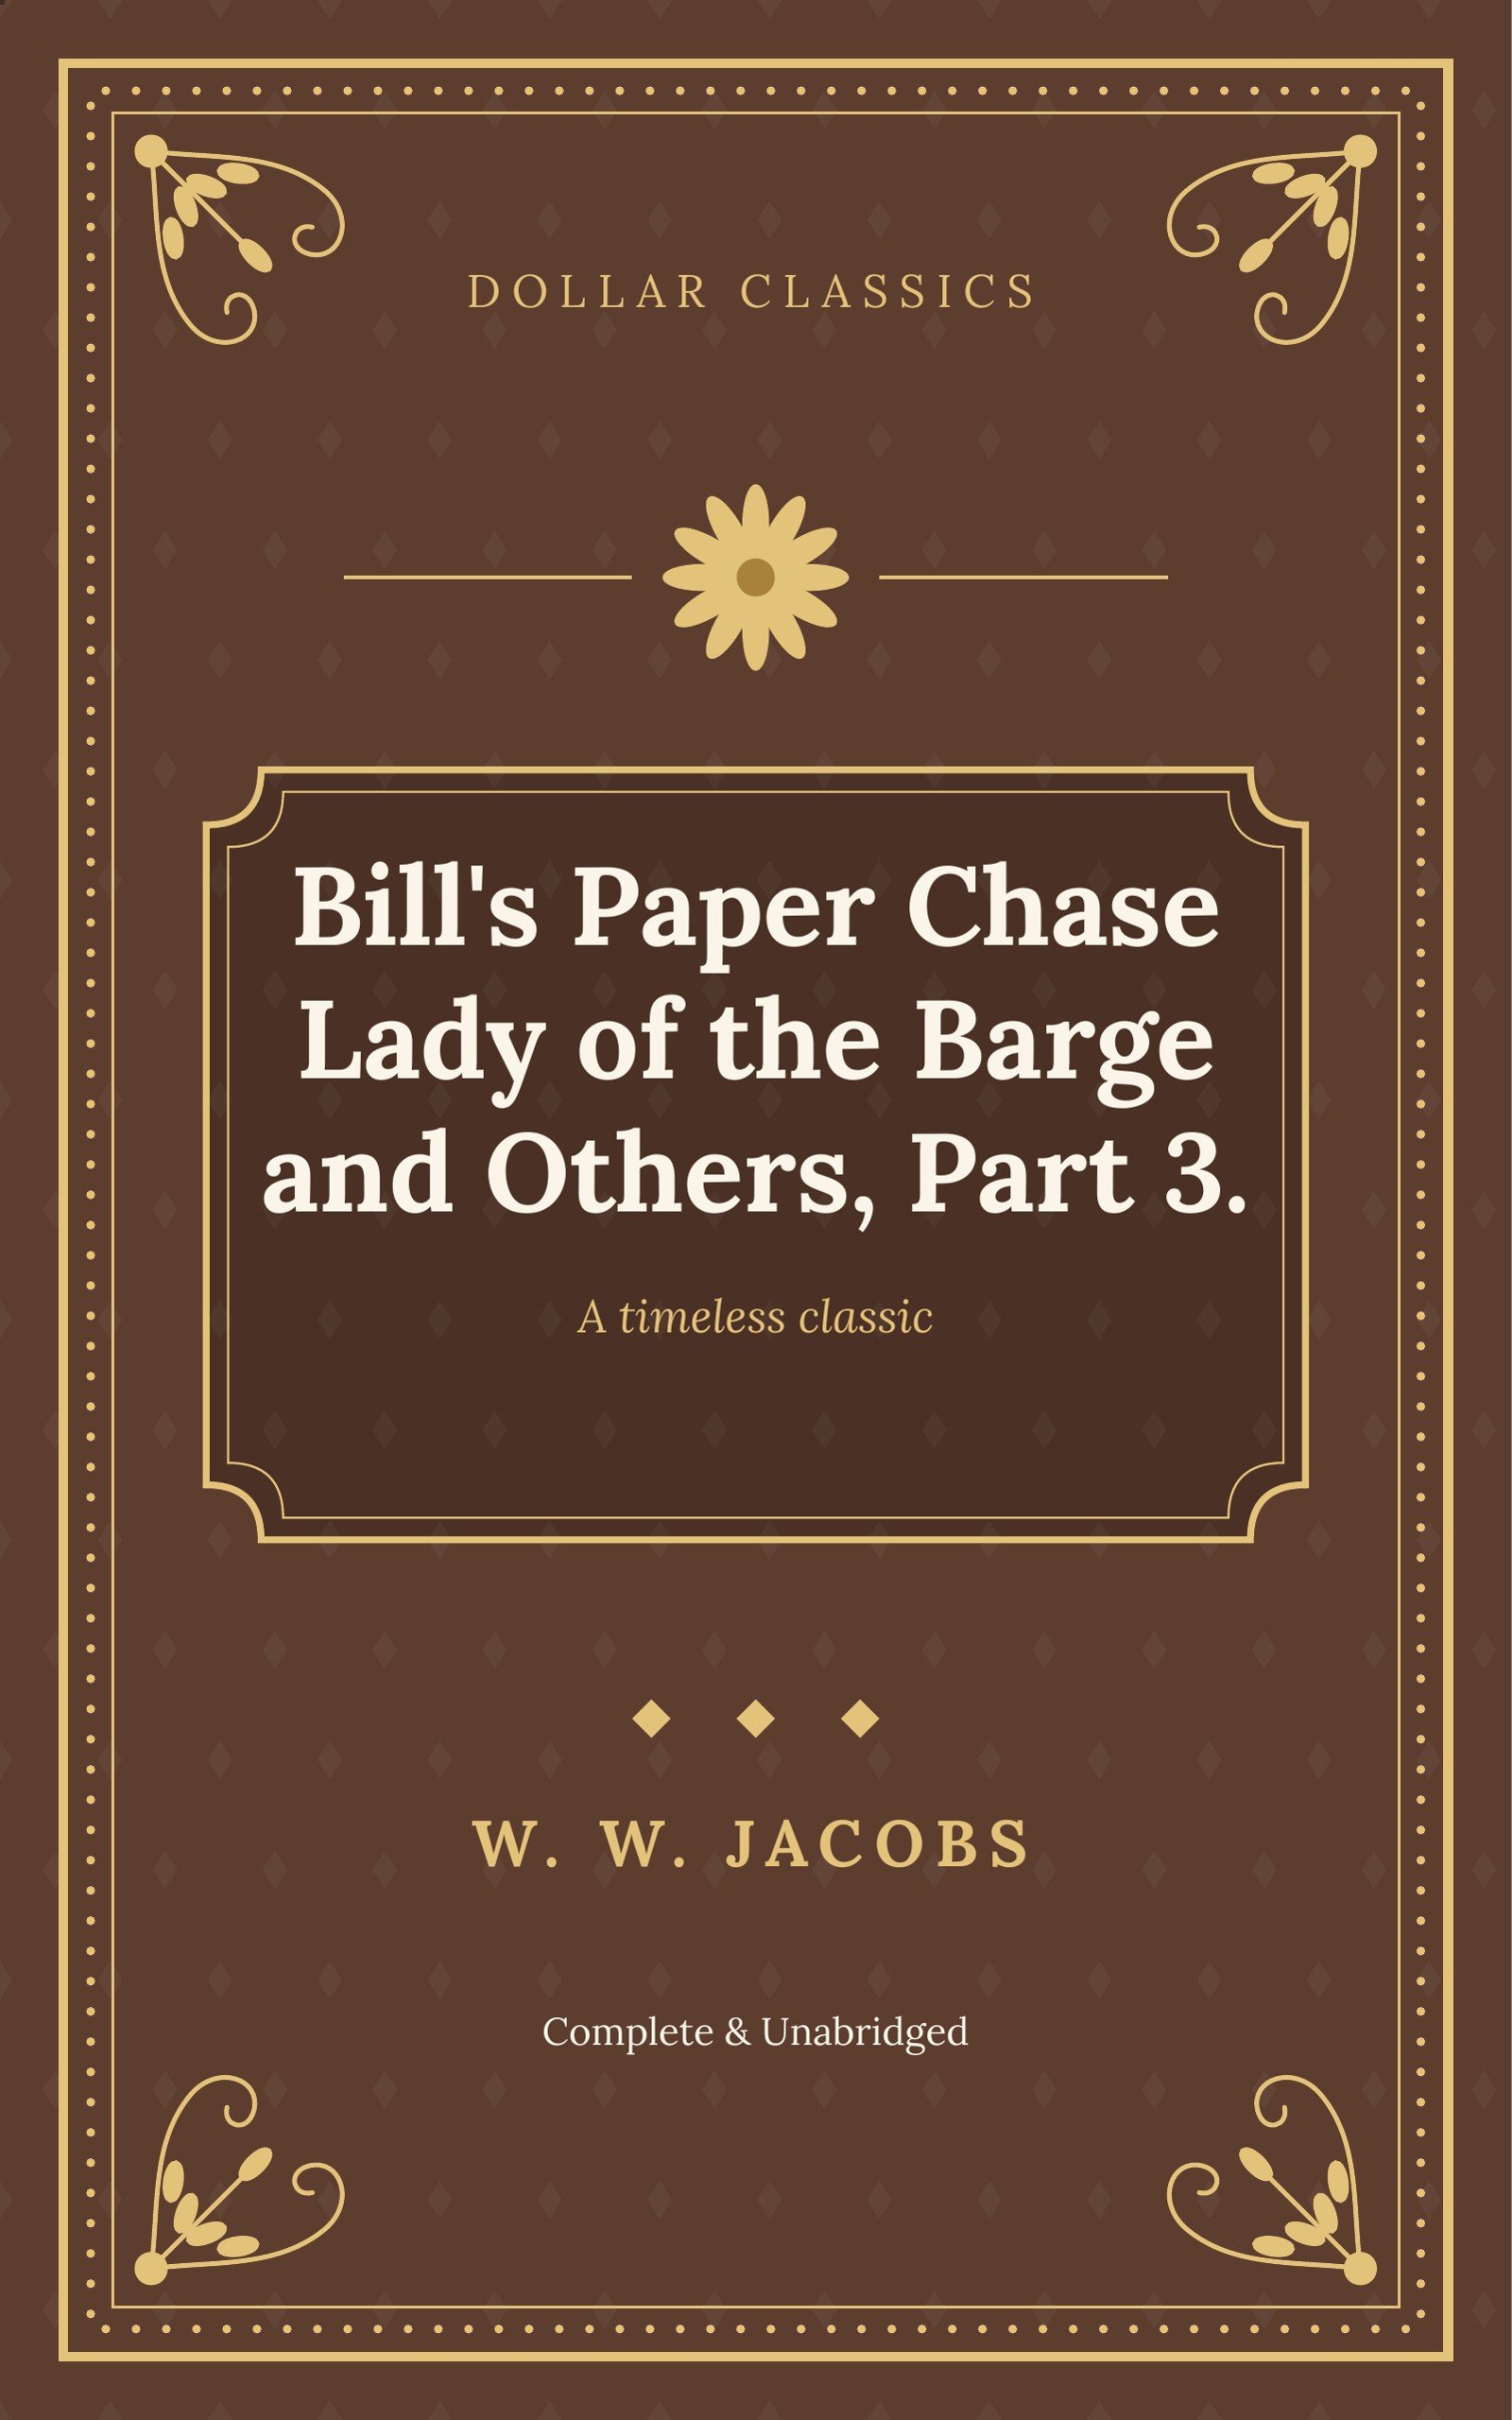 DOLLAR CLASSICS
Bill's Paper Chase
Lady of the Barge
and Others, Part 3.
A timeless classic
W. W. JACOBS
Complete & Unabridged